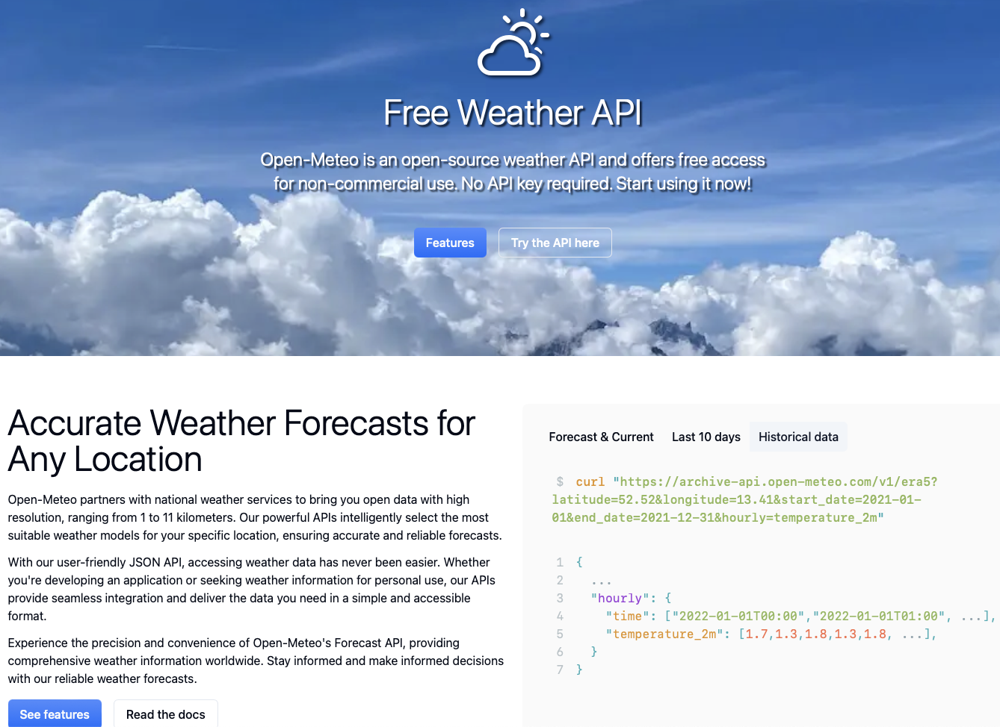 Free Weather API
Open-Meteo is an open-source weather API and offers free access
for non-commercial use. No API key required. Start using it now!
Features
Try the API here
Accurate Weather Forecasts for
Any Location
Open-Meteo partners with national weather services to bring you open data with high
resolution, ranging from 1 to 11 kilometers. Our powerful APIs intelligently select the most
suitable weather models for your specific location, ensuring accurate and reliable forecasts.
With our user-friendly JSON API, accessing weather data has never been easier. Whether
you're developing an application or seeking weather information for personal use, our APIs
provide seamless integration and deliver the data you need in a simple and accessible
format.
Experience the precision and convenience of Open-Meteo's Forecast API, providing
comprehensive weather information worldwide. Stay informed and make informed decisions
with our reliable weather forecasts.
See features
Read the docs
Forecast & Current
Last 10 days
Historical data
$ curl "https://archive-api.open-meteo.com/v1/era5?
latitude=52.52&longitude=13.41&start_date=2021-01-
01&end_date=2021-12-31&hourly=temperature_2m"
1 {
2   ...
3   "hourly": {
4     "time": ["2022-01-01T00:00","2022-01-01T01:00", ...],
5     "temperature_2m": [1.7,1.3,1.8,1.3,1.8, ...],
6   }
7 }